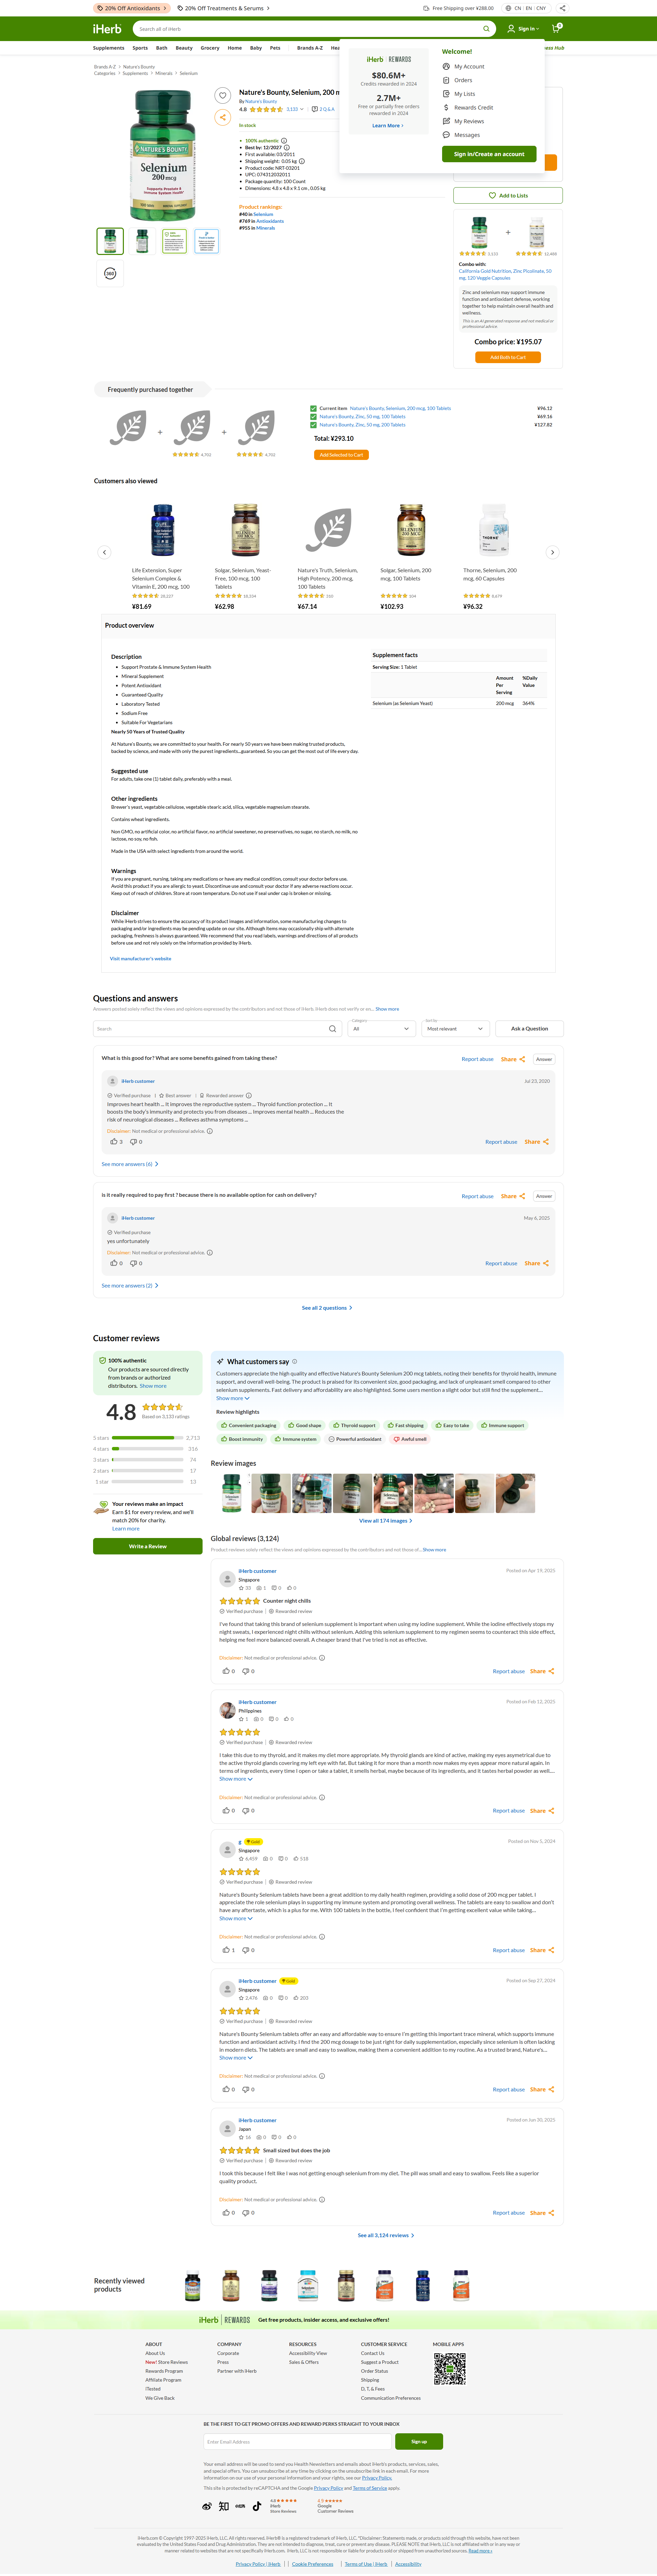 20% Off Antioxidants
20% Off Treatments & Serums
Free Shipping over ¥288.00
CN | EN | CNY
iHerb
Search all of iHerb
Sign in
0
Supplements
Sports
Bath
Beauty
Grocery
Home
Baby
Pets
Brands A-Z
iHerb | REWARDS
$80.6M+
Credits rewarded in 2024
2.7M+
Free or partially free orders
rewarded in 2024
Learn More
Welcome!
My Account
Orders
My Lists
Rewards Credit
My Reviews
Messages
Sign in/Create an account
Brands A-Z > Nature's Bounty
Categories > Supplements > Minerals > Selenium
NATURE'S BOUNTY
Selenium
200 mcg
Nature's Bounty, Selenium, 200 m
By Nature's Bounty
4.8
3,135
2 Q & A
In stock
100% authentic
Best by: 12/2027
First available: 03/2011
Shipping weight: 0.05 kg
Product code: NRT-03201
UPC: 074312032011
Package quantity: 100 Count
Dimensions: 4.8 x 4.8 x 9.1 cm , 0.05 kg
Product rankings:
#40 in Selenium
#769 in Antioxidants
#955 in Minerals
Add to Lists
Combo with:
California Gold Nutrition, Zinc Picolinate, 50
mg, 120 Veggie Capsules
Zinc and selenium may support immune
function and antioxidant defense, working
together to help maintain overall health and
wellness.
This is an AI-generated response and not medical or
professional advice.
Combo price: ¥195.07
Add Both to Cart
Frequently purchased together
4,702
4,702
Current item Nature's Bounty, Selenium, 200 mcg, 100 Tablets ¥96.12
Nature's Bounty, Zinc, 50 mg, 100 Tablets ¥69.16
Nature's Bounty, Zinc, 50 mg, 200 Tablets ¥127.82
Total: ¥293.10
Add Selected to Cart
Customers also viewed
Life Extension, Super
Selenium Complex &
Vitamin E, 200 mcg, 100
¥81.69
Solgar, Selenium, Yeast-
Free, 100 mcg, 100
Tablets
¥62.98
Nature's Truth, Selenium,
High Potency, 200 mcg,
100 Tablets
¥67.14
Solgar, Selenium, 200
mcg, 100 Tablets
¥102.93
Thorne, Selenium, 200
mcg, 60 Capsules
¥96.32
Product overview
Description
Support Prostate & Immune System Health
Mineral Supplement
Potent Antioxidant
Guaranteed Quality
Laboratory Tested
Sodium Free
Suitable For Vegetarians
Nearly 50 Years of Trusted Quality
At Nature's Bounty, we are committed to your health. For nearly 50 years we have been making trusted products,
backed by science, and made with only the purest ingredients...guaranteed. So you can get the most out of life every day.
Suggested use
For adults, take one (1) tablet daily, preferably with a meal.
Other ingredients
Brewer's yeast, vegetable cellulose, vegetable stearic acid, silica, vegetable magnesium stearate.
Contains wheat ingredients.
Non GMO, no artificial color, no artificial flavor, no artificial sweetener, no preservatives, no sugar, no starch, no milk, no
lactose, no soy, no fish.
Made in the USA with select ingredients from around the world.
Warnings
If you are pregnant, nursing, taking any medications or have any medical condition, consult your doctor before use.
Avoid this product if you are allergic to yeast. Discontinue use and consult your doctor if any adverse reactions occur.
Keep out of reach of children. Store at room temperature. Do not use if seal under cap is broken or missing.
Disclaimer
While iHerb strives to ensure the accuracy of its product images and information, some manufacturing changes to
packaging and/or ingredients may be pending update on our site. Although items may occasionally ship with alternate
packaging, freshness is always guaranteed. We recommend that you read labels, warnings and directions of all products
before use and not rely solely on the information provided by iHerb.
Visit manufacturer's website
Supplement facts
Serving Size: 1 Tablet
Amount Per Serving %Daily Value
Selenium (as Selenium Yeast) 200 mcg 364%
Questions and answers
Answers posted solely reflect the views and opinions expressed by the contributors and not those of iHerb. iHerb does not verify or en... Show more
Search
Category
All
Sort by
Most relevant
Ask a Question
What is this good for? What are some benefits gained from taking these?
Report abuse Share Answer
iHerb customer
Jul 23, 2020
Verified purchase | Best answer | Rewarded answer
Improves heart health ... It improves the reproductive system ... Thyroid function protection ... It
boosts the body's immunity and protects you from diseases ... Improves mental health ... Reduces the
risk of neurological diseases ... Relieves asthma symptoms ...
Disclaimer: Not medical or professional advice.
3 0
Report abuse Share
See more answers (6)
is it really required to pay first ? because there is no available option for cash on delivery?
Report abuse Share Answer
iHerb customer
May 6, 2025
Verified purchase
yes unfortunately
Disclaimer: Not medical or professional advice.
0 0
Report abuse Share
See more answers (2)
See all 2 questions
Customer reviews
100% authentic
Our products are sourced directly
from brands or authorized
distributors. Show more
4.8
Based on 3,133 ratings
5 stars 2,713
4 stars 316
3 stars 74
2 stars 17
1 star 13
Your reviews make an impact
Earn $1 for every review, and we'll
match 20% for charity.
Learn more
Write a Review
What customers say
Customers appreciate the high quality and effectiveness of Nature's Bounty Selenium 200 mcg tablets, noting their benefits for thyroid health, immune
support, and overall well-being. The product is praised for its convenient size, good packaging, and lack of unpleasant smell compared to other
selenium supplements. Fast delivery and affordability are also highlighted. Some users mention a slight odor but still find the supplement...
Show more
Review highlights
Convenient packaging
Good shape
Thyroid support
Fast shipping
Easy to take
Immune support
Boost immunity
Immune system
Powerful antioxidant
Awful smell
Review images
View all 174 images
Global reviews (3,124)
Product reviews solely reflect the views and opinions expressed by the contributors and not those of... Show more
iHerb customer
Posted on Apr 19, 2025
Singapore
33 1 0 0
Counter night chills
Verified purchase | Rewarded review
I've found that taking this brand of selenium supplement is important when using my iodine supplement. While the iodine effectively stops my
night sweats, I experienced night chills without selenium. Adding this selenium supplement to my regimen seems to counteract this side effect,
helping me feel more balanced overall. A cheaper brand that I've tried is not as effective.
Disclaimer: Not medical or professional advice.
0 0
Report abuse Share
iHerb customer
Posted on Feb 12, 2025
Philippines
1 0 0 0
Verified purchase | Rewarded review
I take this due to my thyroid, and it makes my diet more appropriate. My thyroid glands are kind of active, making my eyes asymetrical due to
the active thyroid glands covering my left eye with fat. But taking it for more than a month now makes my eyes appear more natural again. In
terms of ingredients, every time I open or take a tablet, it smells herbal, maybe because of its ingredients, and it tastes herbal powder as well....
Show more
Disclaimer: Not medical or professional advice.
0 0
Report abuse Share
Gold
Posted on Nov 5, 2024
Singapore
6,459 0 0 518
Verified purchase | Rewarded review
Nature's Bounty Selenium tablets have been a great addition to my daily health regimen, providing a solid dose of 200 mcg per tablet. I
appreciate the role selenium plays in supporting my immune system and promoting overall wellness. The tablets are easy to swallow and don't
have any aftertaste, which is a plus for me. With 100 tablets in the bottle, I feel confident that I'm getting excellent value while taking...
Show more
Disclaimer: Not medical or professional advice.
1 0
Report abuse Share
iHerb customer Gold
Posted on Sep 27, 2024
Singapore
2,476 0 0 203
Verified purchase | Rewarded review
Nature's Bounty Selenium tablets offer an easy and affordable way to ensure I'm getting this important trace mineral, which supports immune
function and antioxidant activity. I find the 200 mcg dosage to be just right for daily supplementation, especially since selenium can be lacking
in modern diets. The tablets are small and easy to swallow, making them a convenient addition to my routine. As a trusted brand, Nature's...
Show more
Disclaimer: Not medical or professional advice.
0 0
Report abuse Share
iHerb customer
Posted on Jun 30, 2025
Japan
16 0 0 0
Small sized but does the job
Verified purchase | Rewarded review
I took this because I felt like I was not getting enough selenium from my diet. The pill was small and easy to swallow. Feels like a superior
quality product.
Disclaimer: Not medical or professional advice.
0 0
Report abuse Share
See all 3,124 reviews
Recently viewed
products
iHerb | REWARDS Get free products, insider access, and exclusive offers!
ABOUT
About Us
New! Store Reviews
Rewards Program
Affiliate Program
iTested
We Give Back
COMPANY
Corporate
Press
Partner with iHerb
RESOURCES
Accessibility View
Sales & Offers
CUSTOMER SERVICE
Contact Us
Suggest a Product
Order Status
Shipping
D, T, & Fees
Communication Preferences
MOBILE APPS
BE THE FIRST TO GET PROMO OFFERS AND REWARD PERKS STRAIGHT TO YOUR INBOX
Enter Email Address
Sign up
Your email address will be used to send you Health Newsletters and emails about iHerb's products, services, sales,
and special offers. You can unsubscribe at any time by clicking on the unsubscribe link in each email. For more
information on our use of your personal information and your rights, see our Privacy Policy.
This site is protected by reCAPTCHA and the Google Privacy Policy and Terms of Service apply.
iHerb
Store Reviews
Google
Customer Reviews
iHerb.com © Copyright 1997-2025 iHerb, LLC. All rights reserved. iHerb® is a registered trademark of iHerb, LLC. *Disclaimer: Statements made, or products sold through this website, have not been
evaluated by the United States Food and Drug Administration. They are not intended to diagnose, treat, cure or prevent any disease. PLEASE NOTE that iHerb, LLC and its affiliates own and operate
this website and the trademarks iHerb.com, iHerb and any related logos. iHerb, LLC is not responsible or liable for products sold or shipped from unauthorized sources. Read more »
Privacy Policy | iHerb | Cookie Preferences | Terms of Use | iHerb | Accessibility